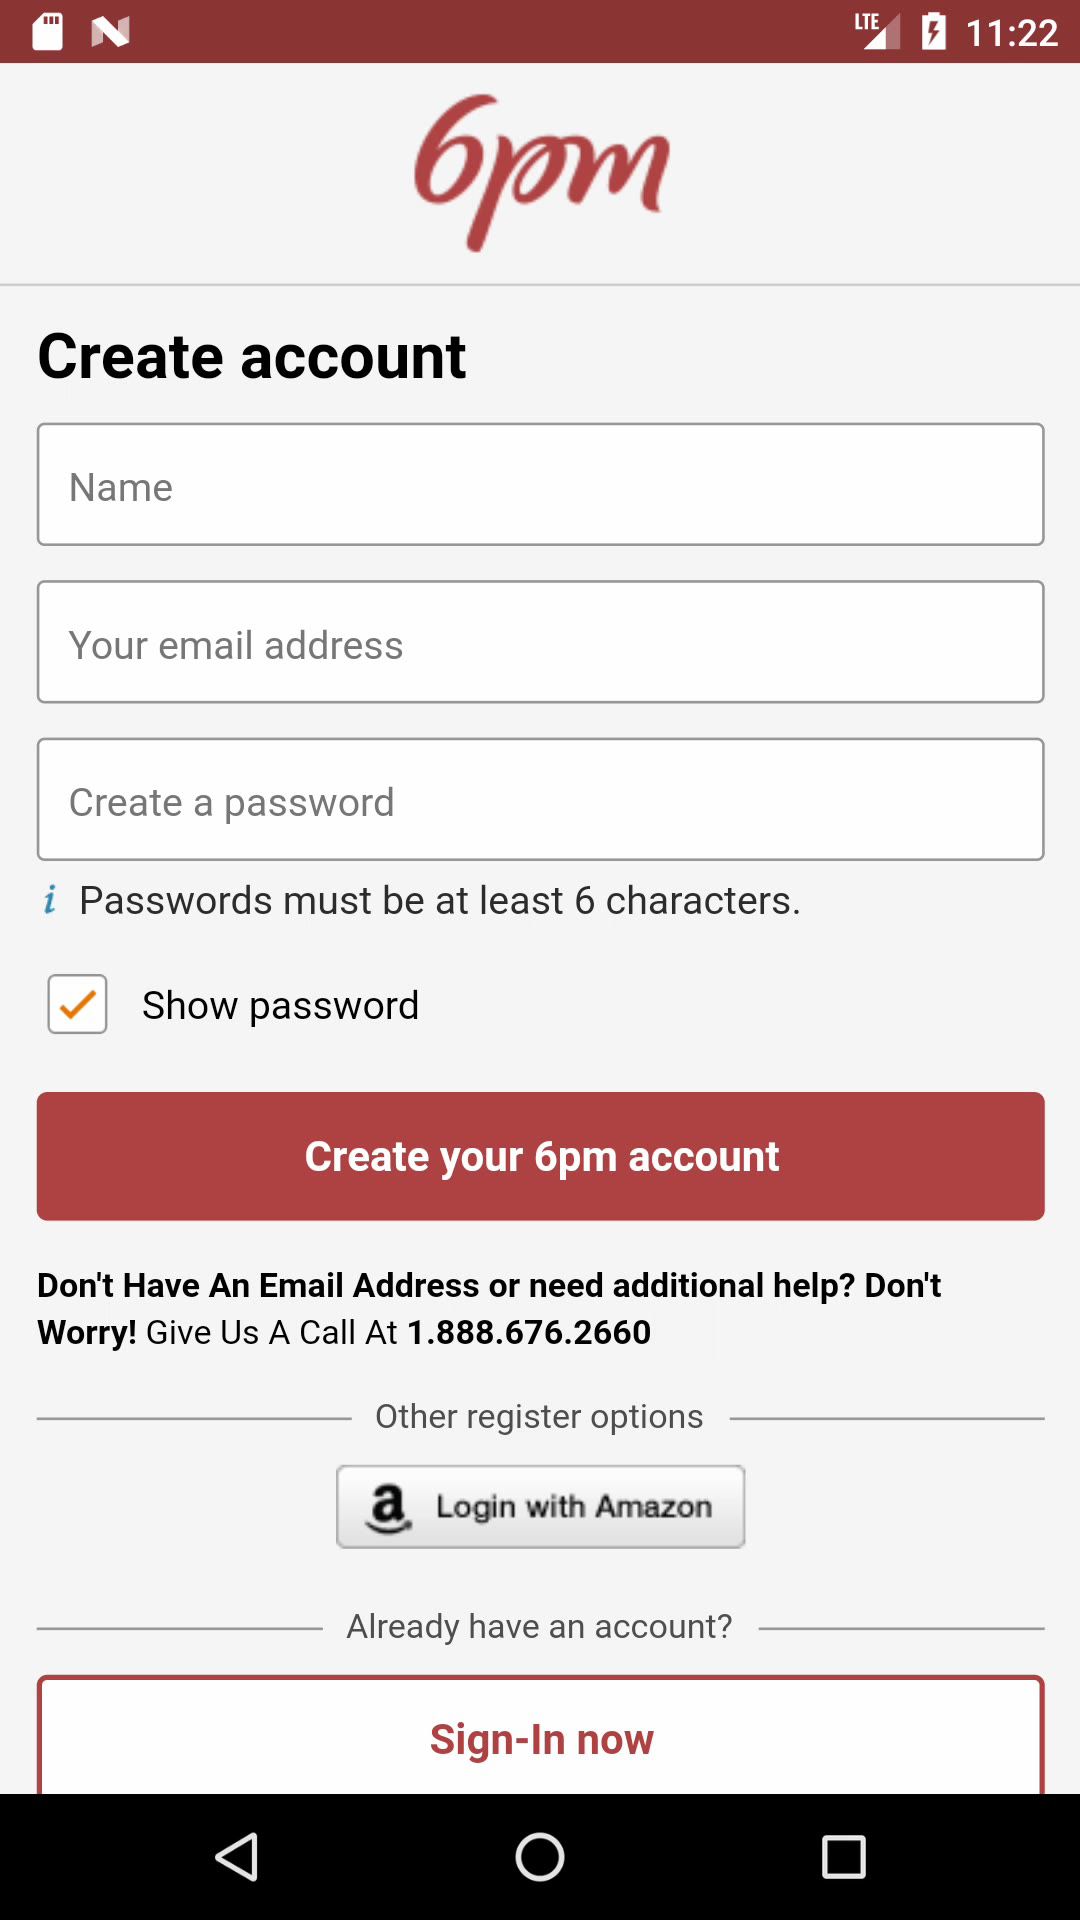 LTE 11:22
6pm
Create account
Name
Your email address
Create a password
i Passwords must be at least 6 characters.
Show password
Create your 6pm account
Don't Have An Email Address or need additional help? Don't
Worry! Give Us A Call At 1.888.676.2660
Other register options
a Login with Amazon
Already have an account?
Sign-In now